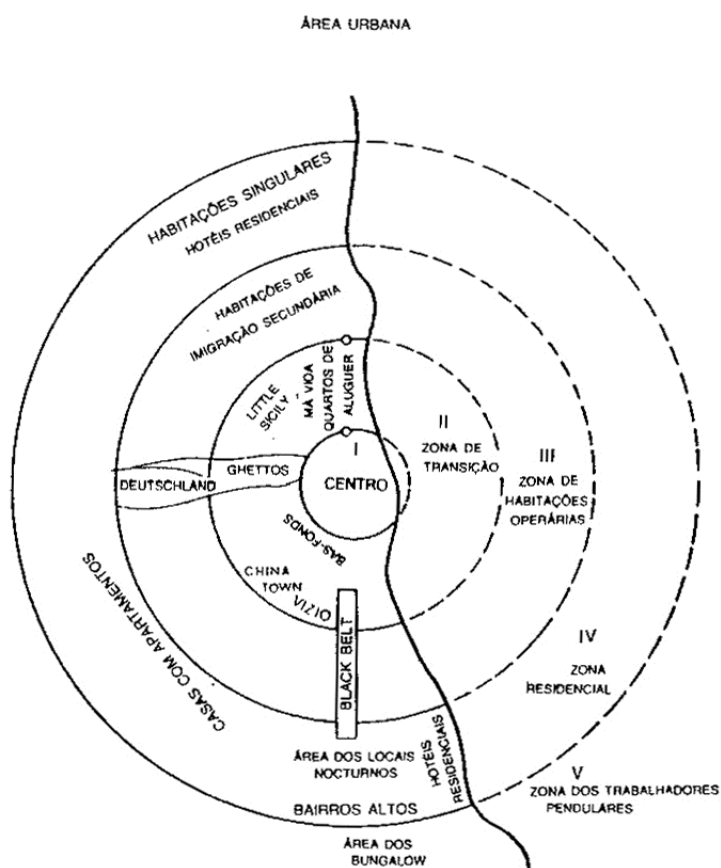 ÁREA URBANA
HABITAÇÕES SINGULARES
HOTÉIS RESIDENCIAIS
HABITAÇÕES DE
IMIGRAÇÃO SECUNDÁRIA
LITTLE
SICILY
MÁ VIDA
QUARTOS DE
ALUGUER
I
CENTRO
II
ZONA DE
TRANSIÇÃO
III
ZONA DE
HABITAÇÕES
OPERÁRIAS
DEUTSCHLAND
GHETTOS
BAS-FONDS
CHINA
TOWN
VIZIO
BLACK BELT
CASAS COM APARTAMENTOS
IV
ZONA
RESIDENCIAL
ÁREA DOS LOCAIS
NOCTURNOS
HOTÉIS
RESIDENCIAIS
V
ZONA DOS TRABALHADORES
PENDULARES
BAIRROS ALTOS
ÁREA DOS
BUNGALOW